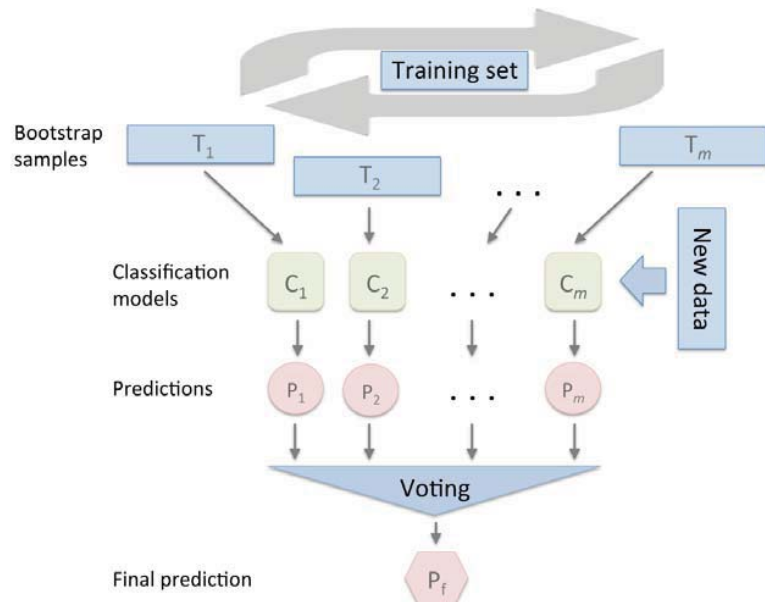 Training set
Bootstrap
samples
T1
T2
. . .
Tm
Classification
models
C1
C2
. . .
Cm
New data
Predictions
P1
P2
. . .
Pm
Voting
Final prediction
Pf